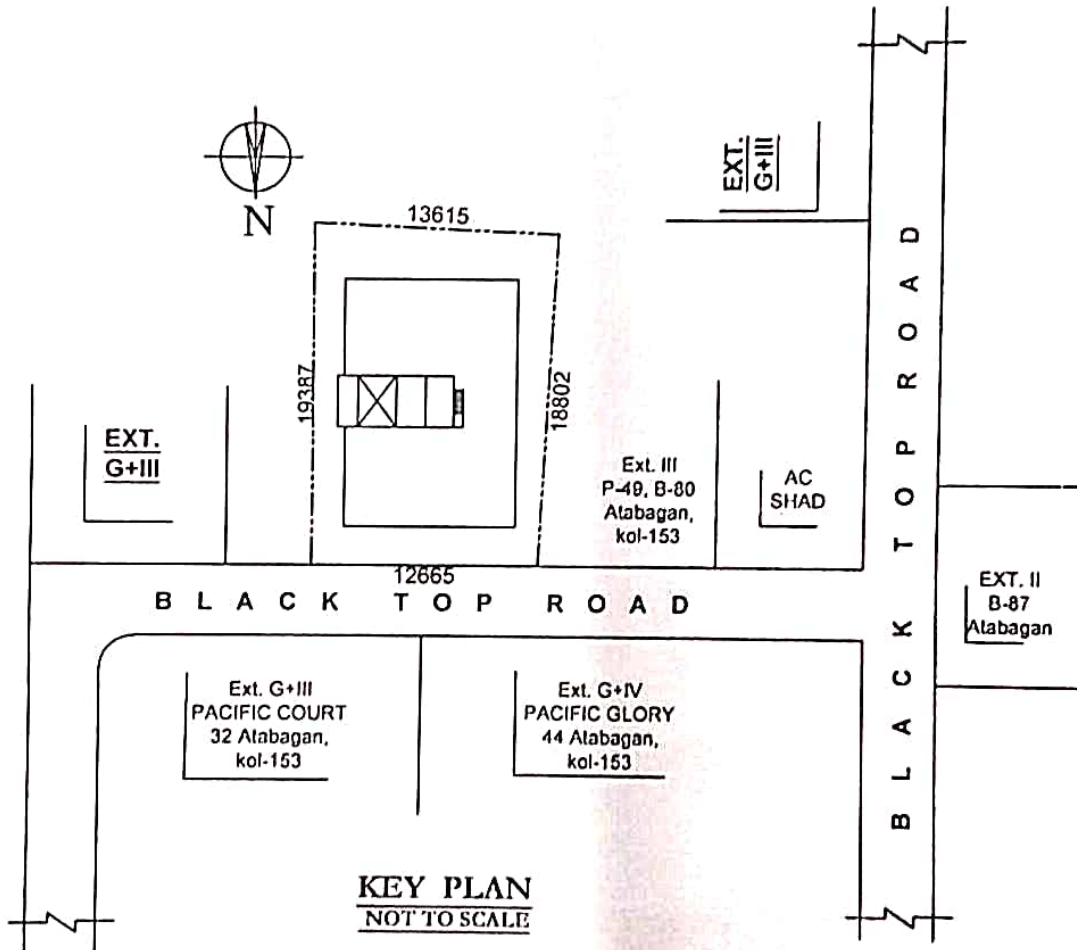 EXT.
G+III
N
13615
19387
18802
EXT.
G+III
Ext. III
P-49, B-80
Atabagan,
kol-153
AC
SHAD
12665
BLACK TOP ROAD
BLACK TOP ROAD
EXT. II
B-87
Atabagan
Ext. G+III
PACIFIC COURT
32 Atabagan,
kol-153
Ext. G+IV
PACIFIC GLORY
44 Atabagan,
kol-153
KEY PLAN
NOT TO SCALE